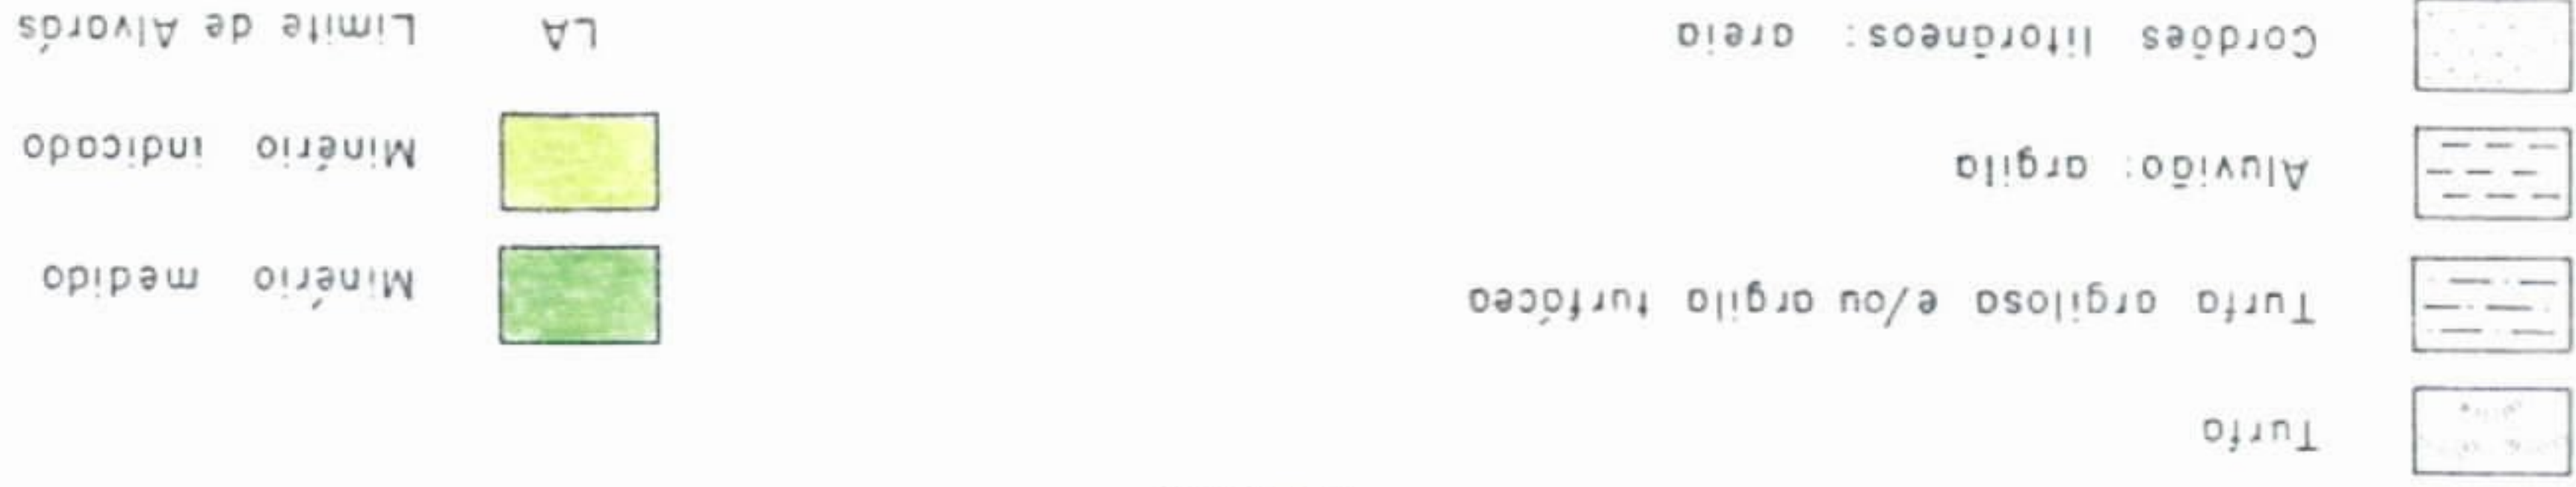 Turfa
Turfa argilosa e/ou argila turfácea
Aluvião: argila
Cordões litorâneos: areia
Minério medido
Minério indicado
LA Limite de Alvarás